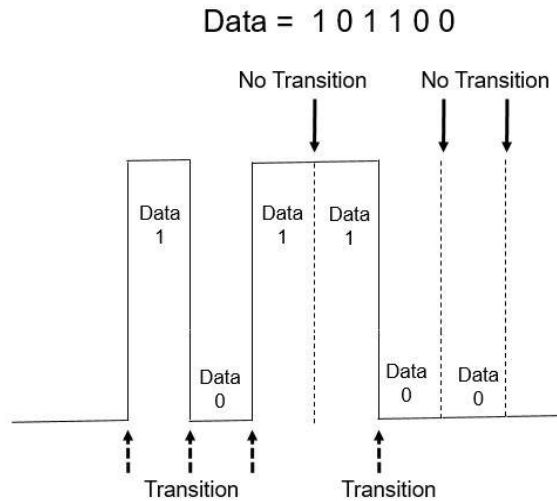 Data = 1 0 1 1 0 0
No Transition
No Transition
Data
1
Data
1
Data
1
Data
0
Data
0
Data
0
Transition
Transition